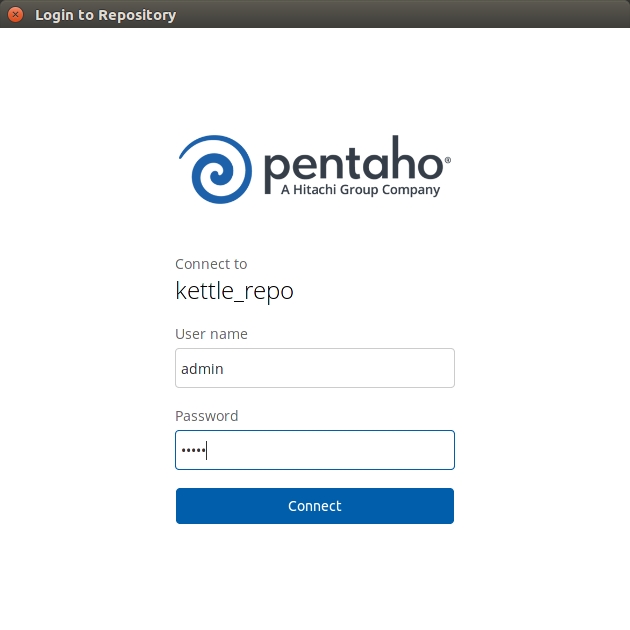 Login to Repository
pentaho®
A Hitachi Group Company
Connect to
kettle_repo
User name
admin
Password
•••••
Connect